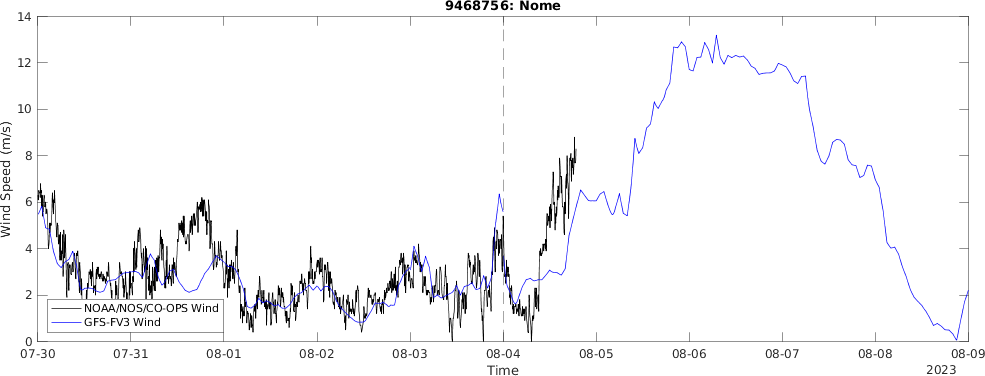 9468756: Nome
14
12
10
8
6
4
2
0
Wind Speed (m/s)
NOAA/NOS/CO-OPS Wind
GFS-FV3 Wind
07-30 07-31 08-01 08-02 08-03 08-04 08-05 08-06 08-07 08-08 08-09
Time
2023